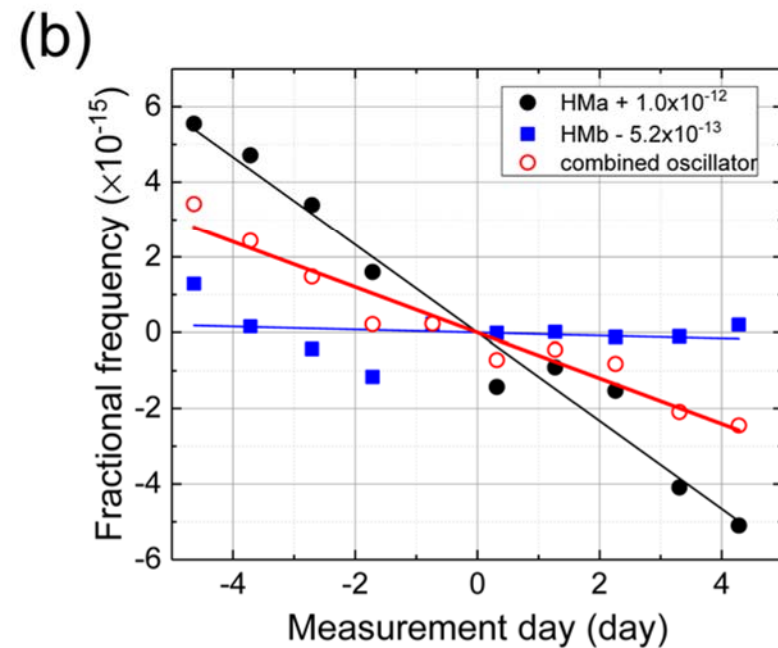 (b)
HMa + 1.0x10⁻¹²
HMb - 5.2x10⁻¹³
combined oscillator
Fractional frequency (×10⁻¹⁵)
6
4
2
0
-2
-4
-6
-4
-2
0
2
4
Measurement day (day)